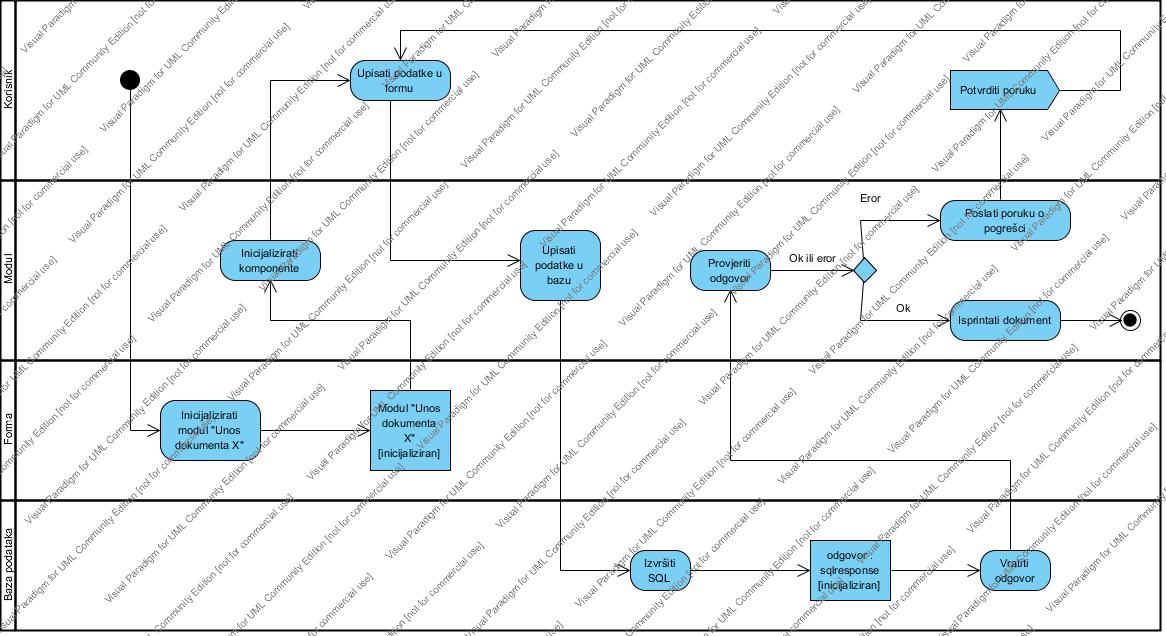 Korisnik
Upisati podatke u
formu
Potvrditi poruku
Modul
Inicijalizirati
komponente
Upisati
podatke u
bazu
Provjeriti
odgovor
Ok ili eror
Eror
Poslati poruku o
pogrešci
Ok
Isprintati dokument
Forma
Inicijalizirati
modul "Unos
dokumenta X"
Modul "Unos
dokumenta
X"
[inicijaliziran]
Baza podataka
Izvršiti
SQL
odgovor :
sqlresponse
[inicijaliziran]
Vratiti
odgovor
Visual Paradigm for UML Community Edition [not for commercial use]